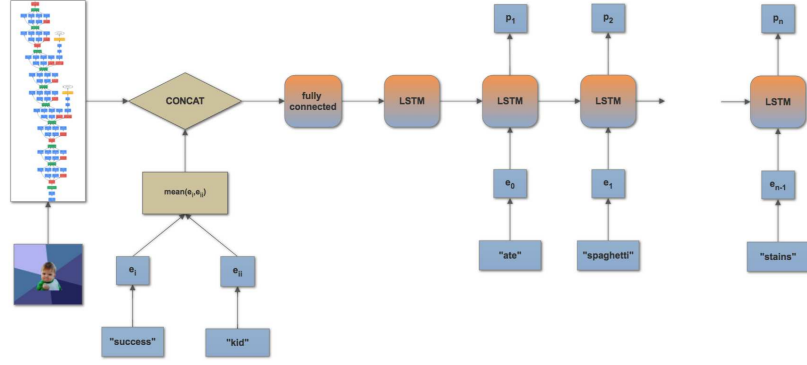 p1
p2
pn
CONCAT
fully
connected
LSTM
LSTM
LSTM
LSTM
mean(ei,eii)
e0
e1
en-1
"ate"
"spaghetti"
"stains"
ei
eii
"success"
"kid"